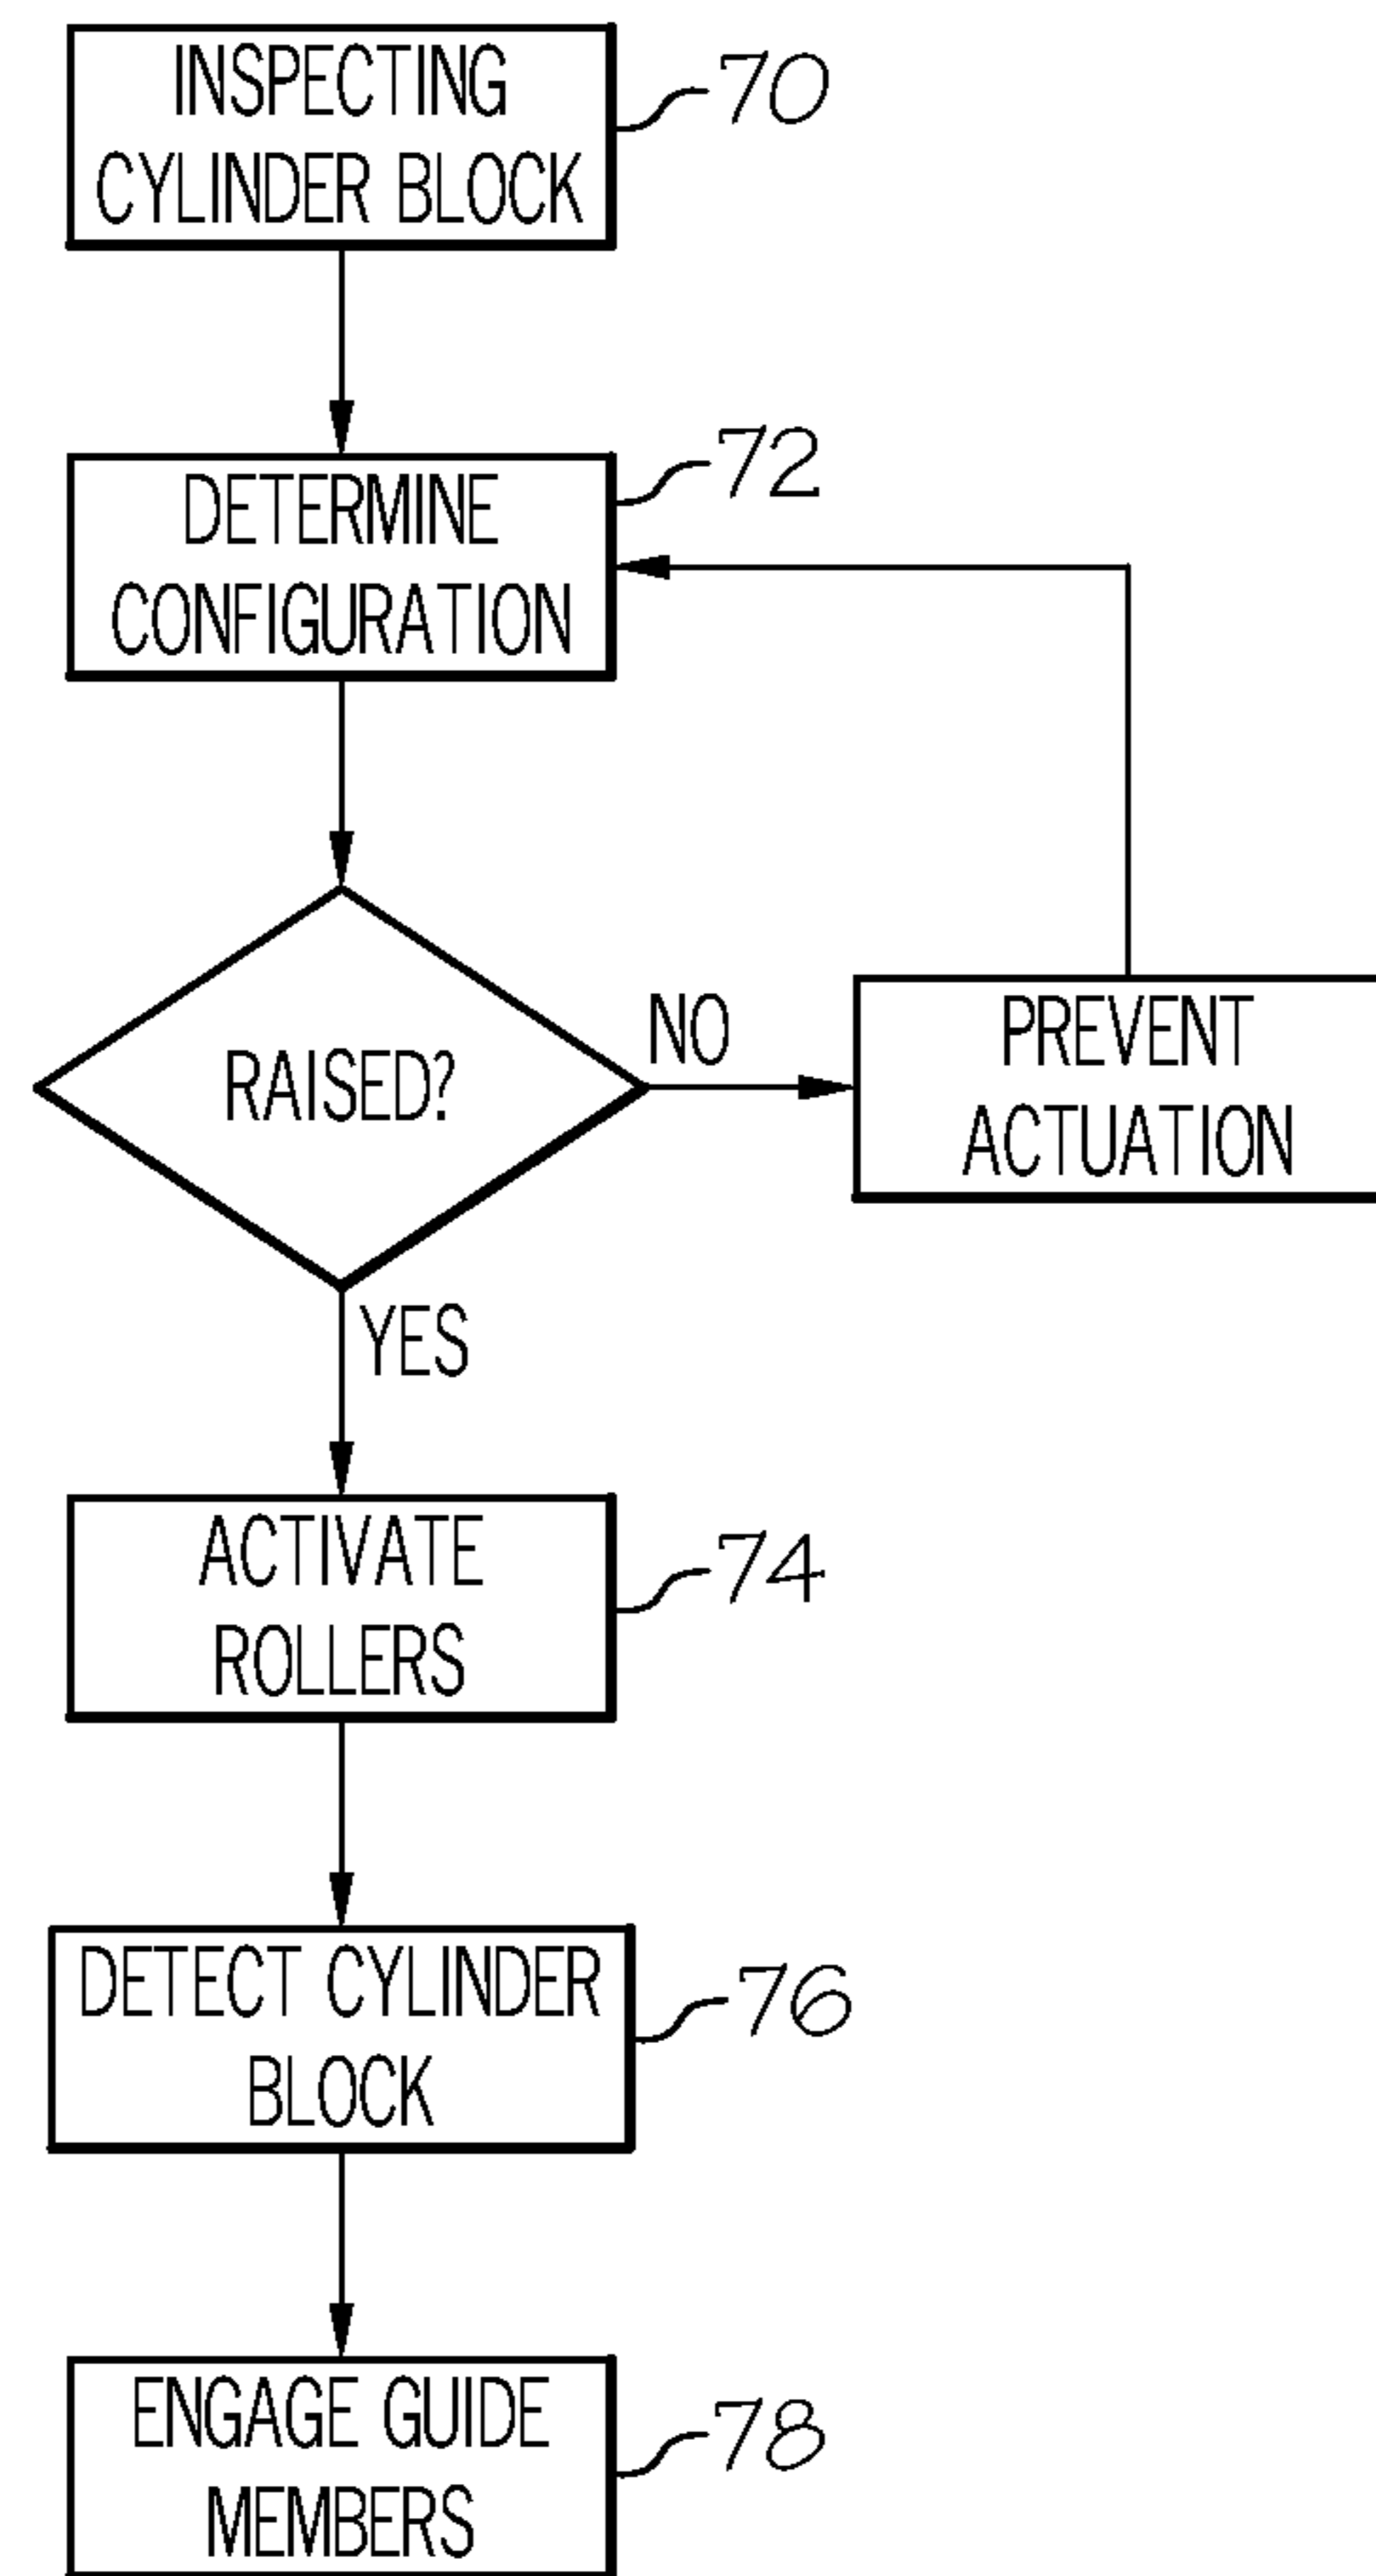 INSPECTING
CYLINDER BLOCK
70
DETERMINE
CONFIGURATION
72
RAISED?
NO
PREVENT
ACTUATION
YES
ACTIVATE
ROLLERS
74
DETECT CYLINDER
BLOCK
76
ENGAGE GUIDE
MEMBERS
78